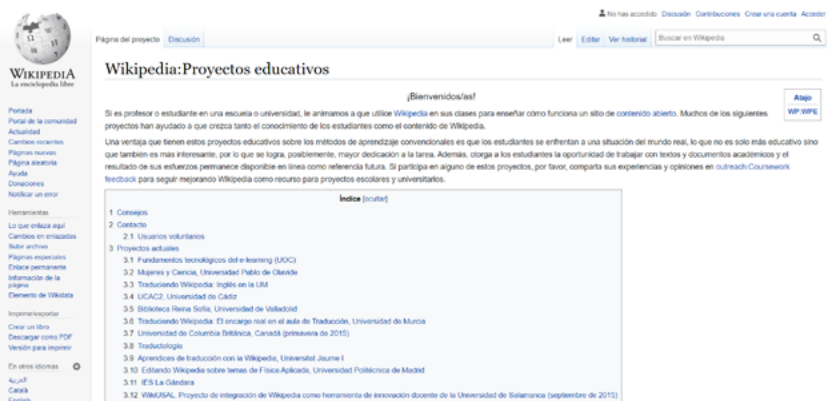 No has accedido Discusión Contribuciones Crear una cuenta Acceder
WIKIPEDIA
La enciclopedia libre
Portada
Portal de la comunidad
Actualidad
Cambios recientes
Páginas nuevas
Página aleatoria
Ayuda
Donaciones
Notificar un error
Herramientas
Lo que enlaza aquí
Cambios en enlazadas
Subir archivo
Páginas especiales
Enlace permanente
Información de la
página
Elemento de Wikidata
Imprimir/exportar
Crear un libro
Descargar como PDF
Versión para imprimir
En otros idiomas
العربية
Català
English
Página del proyecto Discusión
Leer Editar Ver historial Buscar en Wikipedia
Wikipedia:Proyectos educativos
¡Bienvenidos/as!
Atajo
WP:WPE
Si es profesor o estudiante en una escuela o universidad, le animamos a que utilice Wikipedia en sus clases para enseñar cómo funciona un sitio de contenido abierto. Muchos de los siguientes
proyectos han ayudado a que crezca tanto el conocimiento de los estudiantes como el contenido de Wikipedia.
Una ventaja que tienen estos proyectos educativos sobre los métodos de aprendizaje convencionales es que los estudiantes se enfrentan a una situación del mundo real, lo que no es solo más educativo sino
que también es más interesante, por lo que se logra, posiblemente, mayor dedicación a la tarea. Además, otorga a los estudiantes la oportunidad de trabajar con textos y documentos académicos y el
resultado de sus esfuerzos permanece disponible en línea como referencia futura. Si participa en alguno de estos proyectos, por favor, comparta sus experiencias y opiniones en outreach:Coursework
feedback para seguir mejorando Wikipedia como recurso para proyectos escolares y universitarios.
Índice [ocultar]
1 Consejos
2 Contacto
2.1 Usuarios voluntarios
3 Proyectos actuales
3.1 Fundamentos tecnológicos del e-learning (UOC)
3.2 Mujeres y Ciencia, Universidad Pablo de Olavide
3.3 Traduciendo Wikipedia: Inglés en la UM
3.4 UCAC2, Universidad de Cádiz
3.5 Biblioteca Reina Sofía, Universidad de Valladolid
3.6 Traduciendo Wikipedia: El encargo real en el aula de Traducción, Universidad de Murcia
3.7 Universidad de Columbia Británica, Canadá (primavera de 2015)
3.8 Traductología
3.9 Aprendices de traducción con la Wikipedia, Universitat Jaume I
3.10 Editando Wikipedia sobre temas de Física Aplicada, Universidad Politécnica de Madrid
3.11 IES La Gándara
3.12 WikiUSAL. Proyecto de integración de Wikipedia como herramienta de innovación docente de la Universidad de Salamanca (septiembre de 2015)